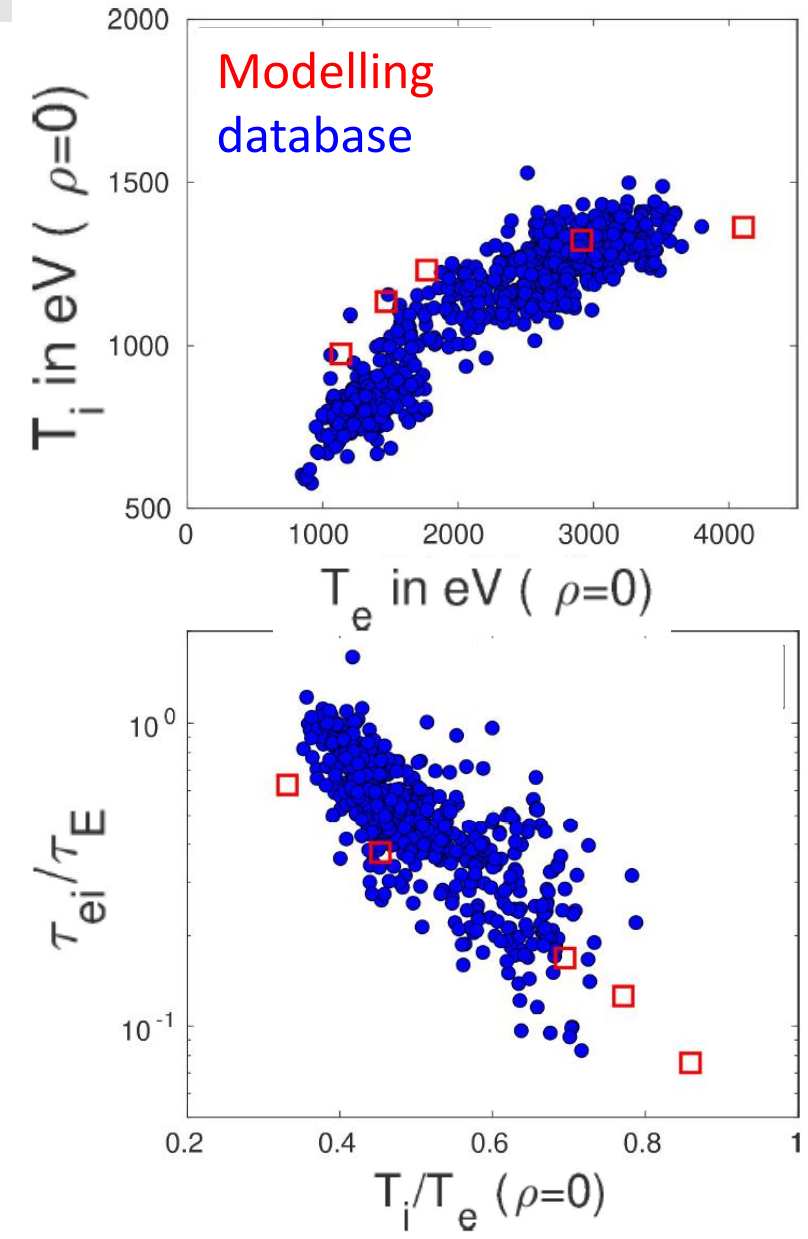 2000
Modelling
database
1500
1000
500
T_i in eV ( ρ=0)
0 1000 2000 3000 4000
T_e in eV ( ρ=0)
10^0
10^-1
τ_ei/τ_E
0.2 0.4 0.6 0.8 1
T_i/T_e (ρ=0)